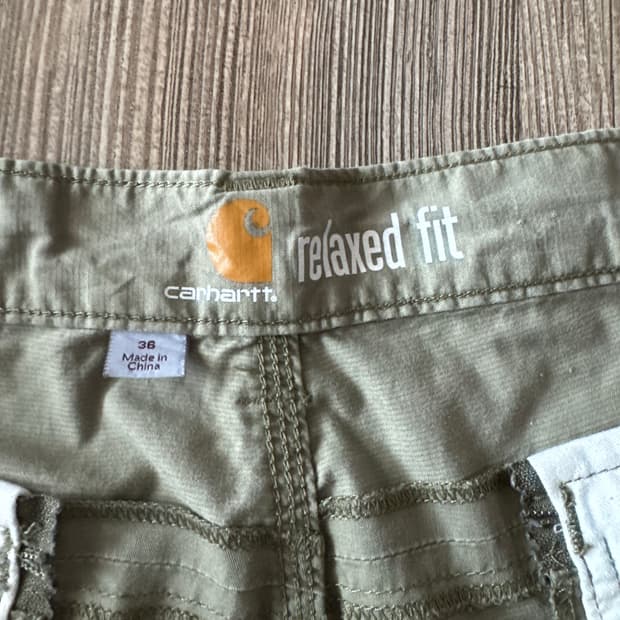 relaxed fit
carhartt.
36
Made in
China